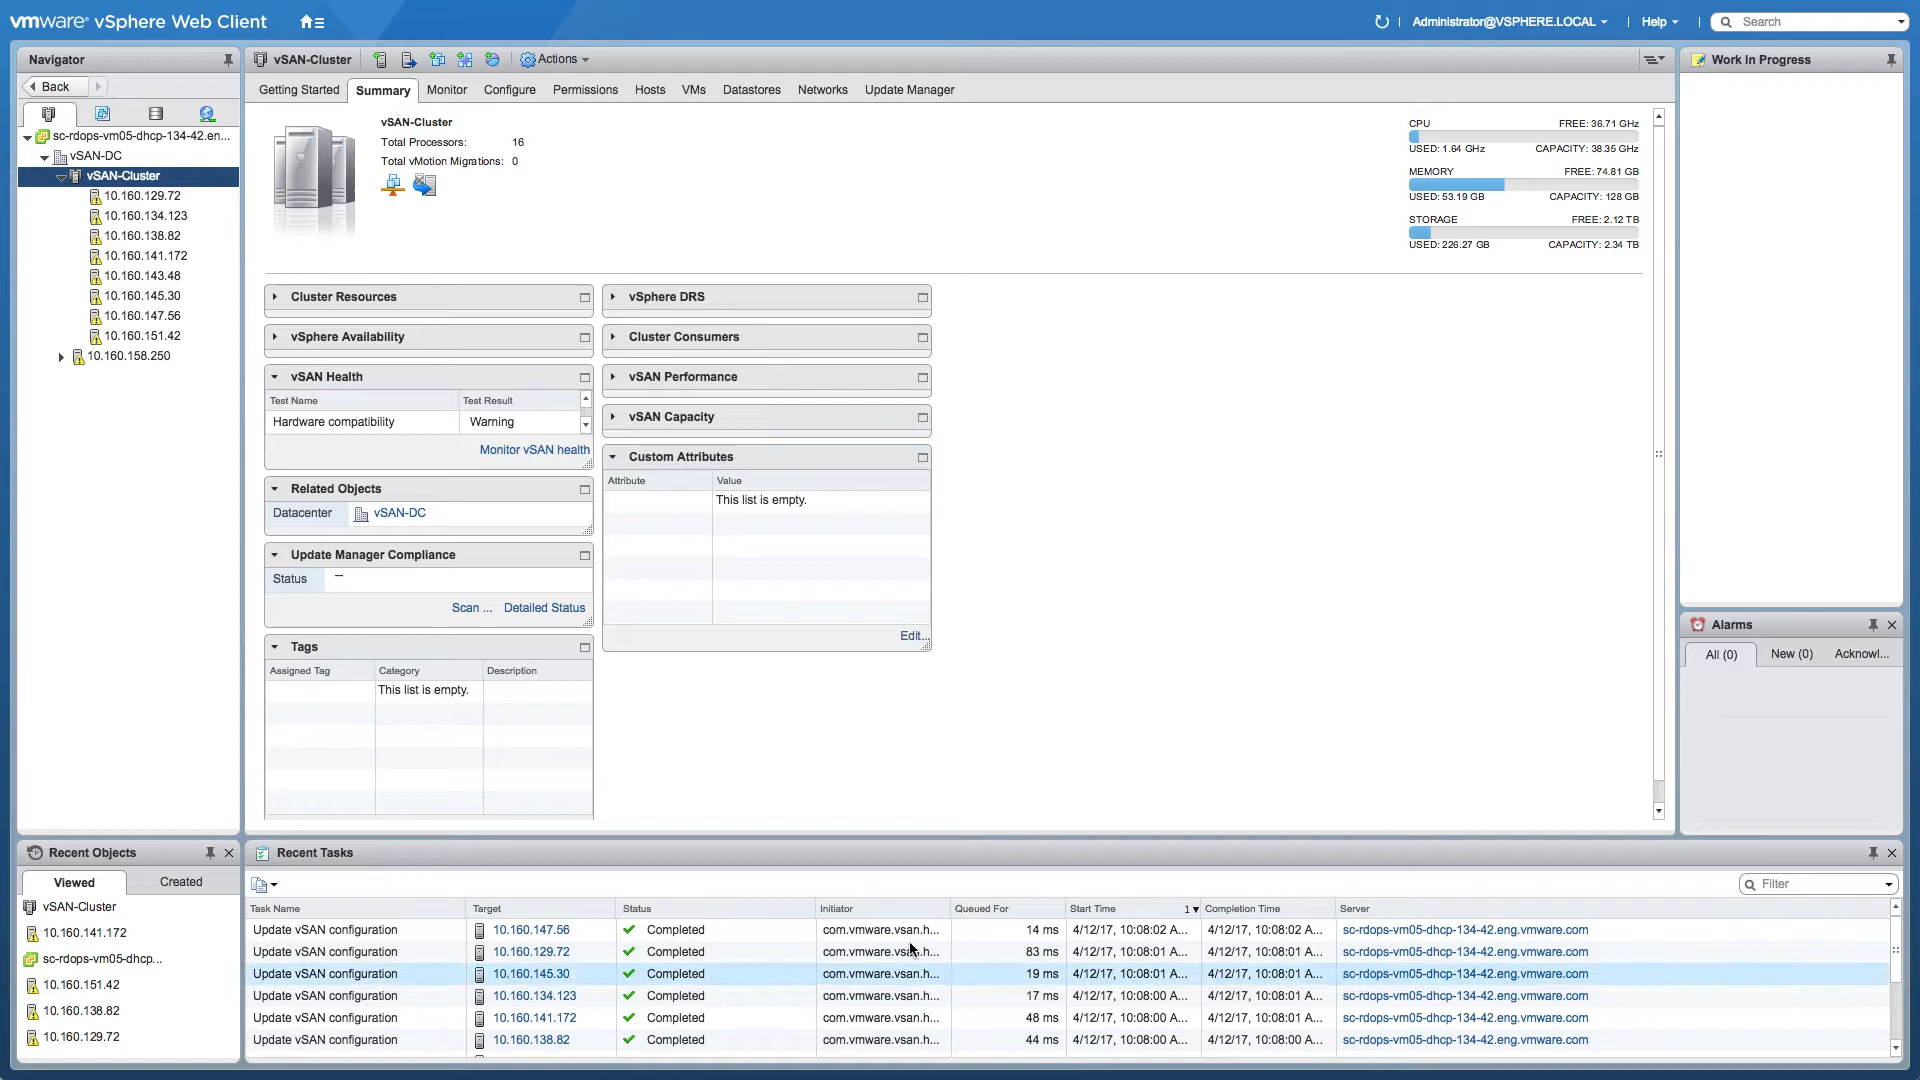 vmware® vSphere Web Client
Administrator@VSPHERE.LOCAL
Help
Search
Navigator
Back
sc-rdops-vm05-dhcp-134-42.en...
vSAN-DC
vSAN-Cluster
10.160.129.72
10.160.134.123
10.160.138.82
10.160.141.172
10.160.143.48
10.160.145.30
10.160.147.56
10.160.151.42
10.160.158.250
vSAN-Cluster
Actions
Getting Started Summary Monitor Configure Permissions Hosts VMs Datastores Networks Update Manager
vSAN-Cluster
Total Processors: 16
Total vMotion Migrations: 0
CPU FREE: 36.71 GHz
USED: 1.64 GHz CAPACITY: 38.35 GHz
MEMORY FREE: 74.81 GB
USED: 53.19 GB CAPACITY: 128 GB
STORAGE FREE: 2.12 TB
USED: 226.27 GB CAPACITY: 2.34 TB
Cluster Resources
vSphere Availability
vSAN Health
Test Name Test Result
Hardware compatibility Warning
Monitor vSAN health
Related Objects
Datacenter vSAN-DC
Update Manager Compliance
Status —
Scan ... Detailed Status
Tags
Assigned Tag Category Description
This list is empty.
vSphere DRS
Cluster Consumers
vSAN Performance
vSAN Capacity
Custom Attributes
Attribute Value
This list is empty.
Edit...
Work In Progress
Alarms
All (0) New (0) Acknowl...
Recent Objects
Viewed Created
vSAN-Cluster
10.160.141.172
sc-rdops-vm05-dhcp...
10.160.151.42
10.160.138.82
10.160.129.72
Recent Tasks
Filter
Task Name Target Status Initiator Queued For Start Time 1 Completion Time Server
Update vSAN configuration 10.160.147.56 Completed com.vmware.vsan.h... 14 ms 4/12/17, 10:08:02 A... 4/12/17, 10:08:02 A... sc-rdops-vm05-dhcp-134-42.eng.vmware.com
Update vSAN configuration 10.160.129.72 Completed com.vmware.vsan.h... 83 ms 4/12/17, 10:08:01 A... 4/12/17, 10:08:01 A... sc-rdops-vm05-dhcp-134-42.eng.vmware.com
Update vSAN configuration 10.160.145.30 Completed com.vmware.vsan.h... 19 ms 4/12/17, 10:08:01 A... 4/12/17, 10:08:01 A... sc-rdops-vm05-dhcp-134-42.eng.vmware.com
Update vSAN configuration 10.160.134.123 Completed com.vmware.vsan.h... 17 ms 4/12/17, 10:08:00 A... 4/12/17, 10:08:01 A... sc-rdops-vm05-dhcp-134-42.eng.vmware.com
Update vSAN configuration 10.160.141.172 Completed com.vmware.vsan.h... 48 ms 4/12/17, 10:08:00 A... 4/12/17, 10:08:01 A... sc-rdops-vm05-dhcp-134-42.eng.vmware.com
Update vSAN configuration 10.160.138.82 Completed com.vmware.vsan.h... 44 ms 4/12/17, 10:08:00 A... 4/12/17, 10:08:00 A... sc-rdops-vm05-dhcp-134-42.eng.vmware.com